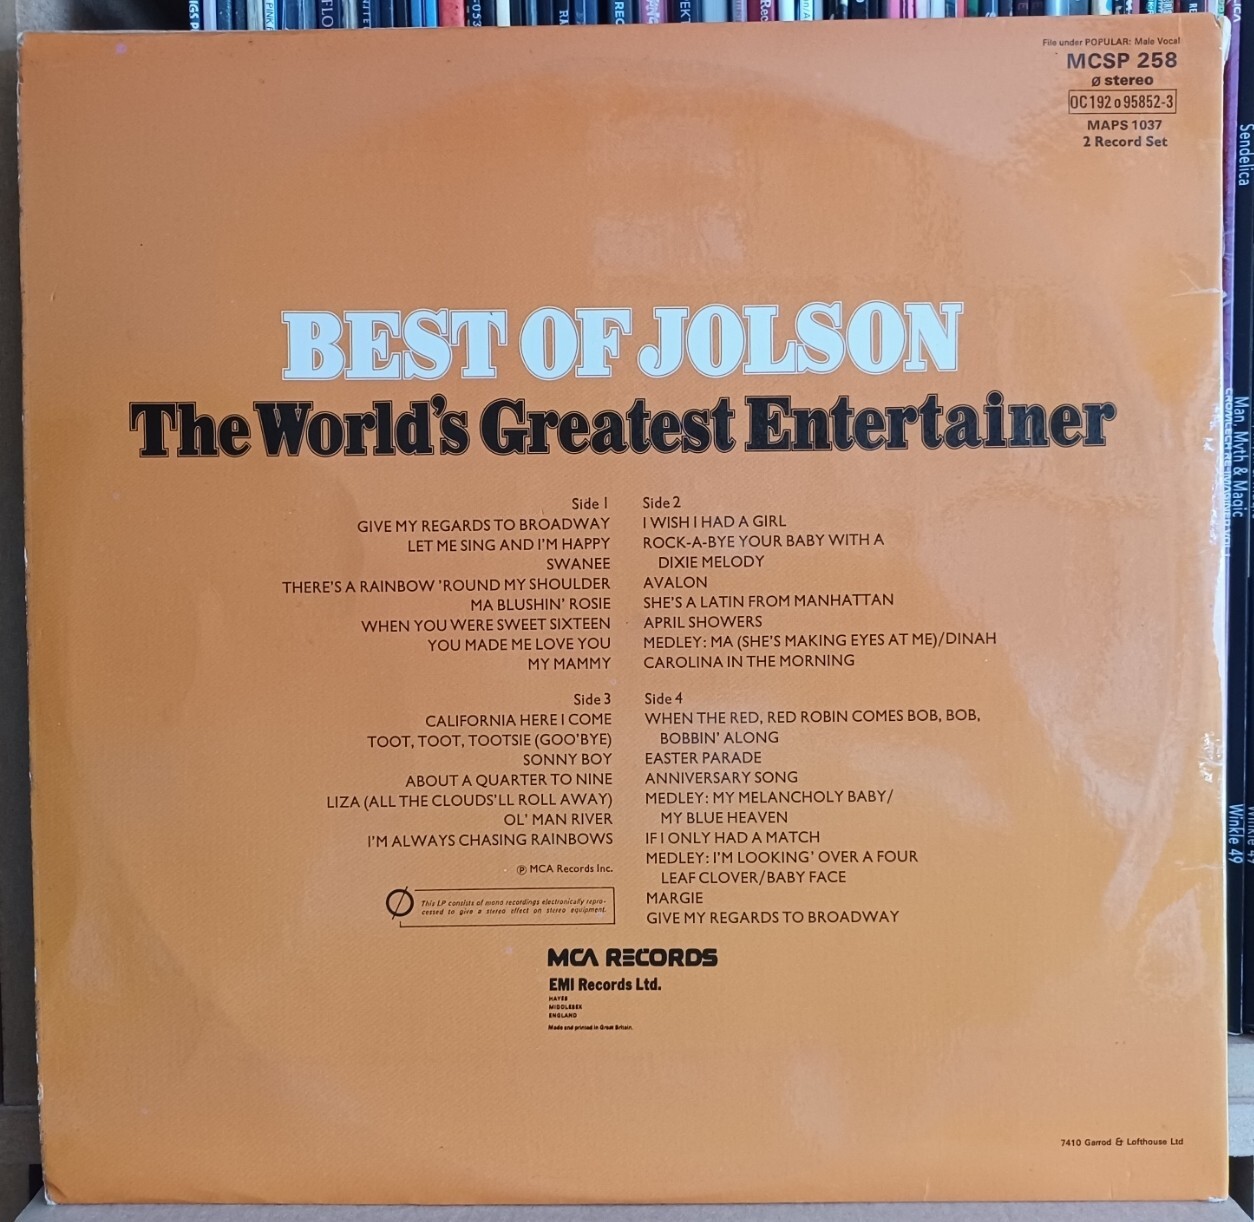 File under POPULAR: Male Vocal
MCSP 258
ø stereo
OC 192 o 95852-3
MAPS 1037
2 Record Set
BEST OF JOLSON
The World's Greatest Entertainer
Side 1
GIVE MY REGARDS TO BROADWAY
LET ME SING AND I'M HAPPY
SWANEE
THERE'S A RAINBOW 'ROUND MY SHOULDER
MA BLUSHIN' ROSIE
WHEN YOU WERE SWEET SIXTEEN
YOU MADE ME LOVE YOU
MY MAMMY
Side 2
I WISH I HAD A GIRL
ROCK-A-BYE YOUR BABY WITH A
DIXIE MELODY
AVALON
SHE'S A LATIN FROM MANHATTAN
APRIL SHOWERS
MEDLEY: MA (SHE'S MAKING EYES AT ME)/DINAH
CAROLINA IN THE MORNING
Side 3
CALIFORNIA HERE I COME
TOOT, TOOT, TOOTSIE (GOO'BYE)
SONNY BOY
ABOUT A QUARTER TO NINE
LIZA (ALL THE CLOUDS'LL ROLL AWAY)
OL' MAN RIVER
I'M ALWAYS CHASING RAINBOWS
Side 4
WHEN THE RED, RED ROBIN COMES BOB, BOB,
BOBBIN' ALONG
EASTER PARADE
ANNIVERSARY SONG
MEDLEY: MY MELANCHOLY BABY/
MY BLUE HEAVEN
IF I ONLY HAD A MATCH
MEDLEY: I'M LOOKING' OVER A FOUR
LEAF CLOVER/BABY FACE
MARGIE
GIVE MY REGARDS TO BROADWAY
℗ MCA Records Inc.
This LP consists of mono recordings electronically repro-
cessed to give a stereo effect on stereo equipment.
MCA RECORDS
EMI Records Ltd.
HAYES
MIDDLESEX
ENGLAND
Made and printed in Great Britain.
7410 Garrod & Lofthouse Ltd
Sendelica
Man, Myth & Magic
Winkle 49